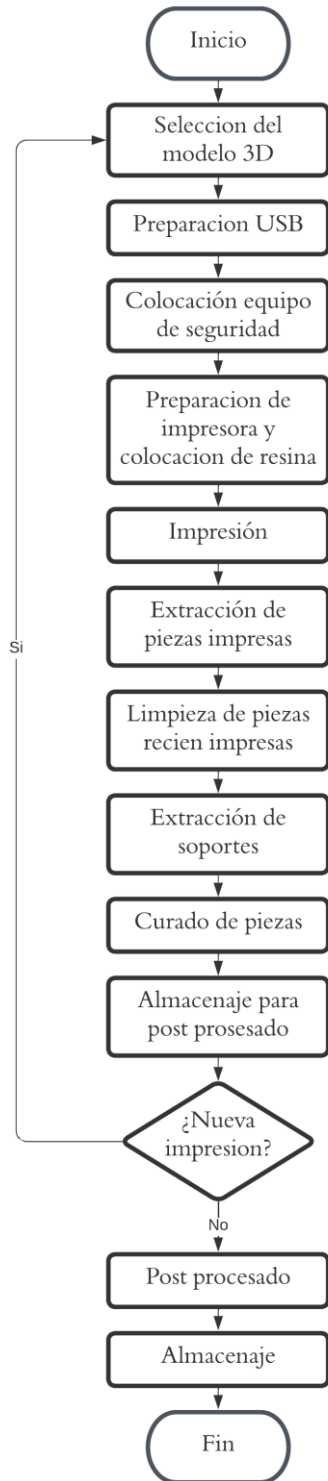 Inicio
Seleccion del
modelo 3D
Preparacion USB
Colocación equipo
de seguridad
Preparacion de
impresora y
colocacion de resina
Impresión
Extracción de
piezas impresas
Si
Limpieza de piezas
recien impresas
Extracción de
soportes
Curado de piezas
Almacenaje para
post prosesado
¿Nueva
impresion?
No
Post procesado
Almacenaje
Fin